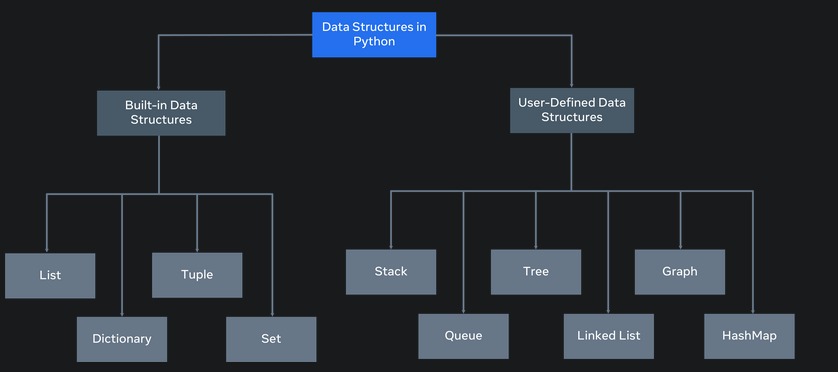 Data Structures in
Python
Built-in Data
Structures
User-Defined Data
Structures
List
Dictionary
Tuple
Set
Stack
Queue
Tree
Linked List
Graph
HashMap